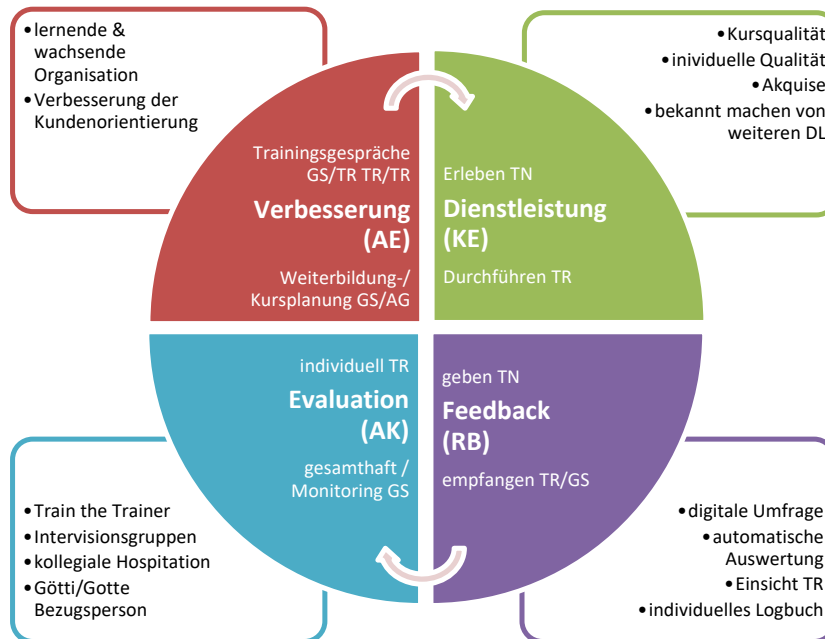 •lernende &
wachsende
Organisation
•Verbesserung der
Kundenorientierung
•Kursqualität
•inividuelle Qualität
•Akquise
•bekannt machen von
weiteren DL
Trainingsgespräche
GS/TR TR/TR
Verbesserung
(AE)
Weiterbildung-/
Kursplanung GS/AG
Erleben TN
Dienstleistung
(KE)
Durchführen TR
individuell TR
Evaluation
(AK)
gesamthaft /
Monitoring GS
geben TN
Feedback
(RB)
empfangen TR/GS
•Train the Trainer
•Intervisionsgruppen
•kollegiale Hospitation
•Götti/Gotte
Bezugsperson
•digitale Umfrage
•automatische
Auswertung
•Einsicht TR
•individuelles Logbuch